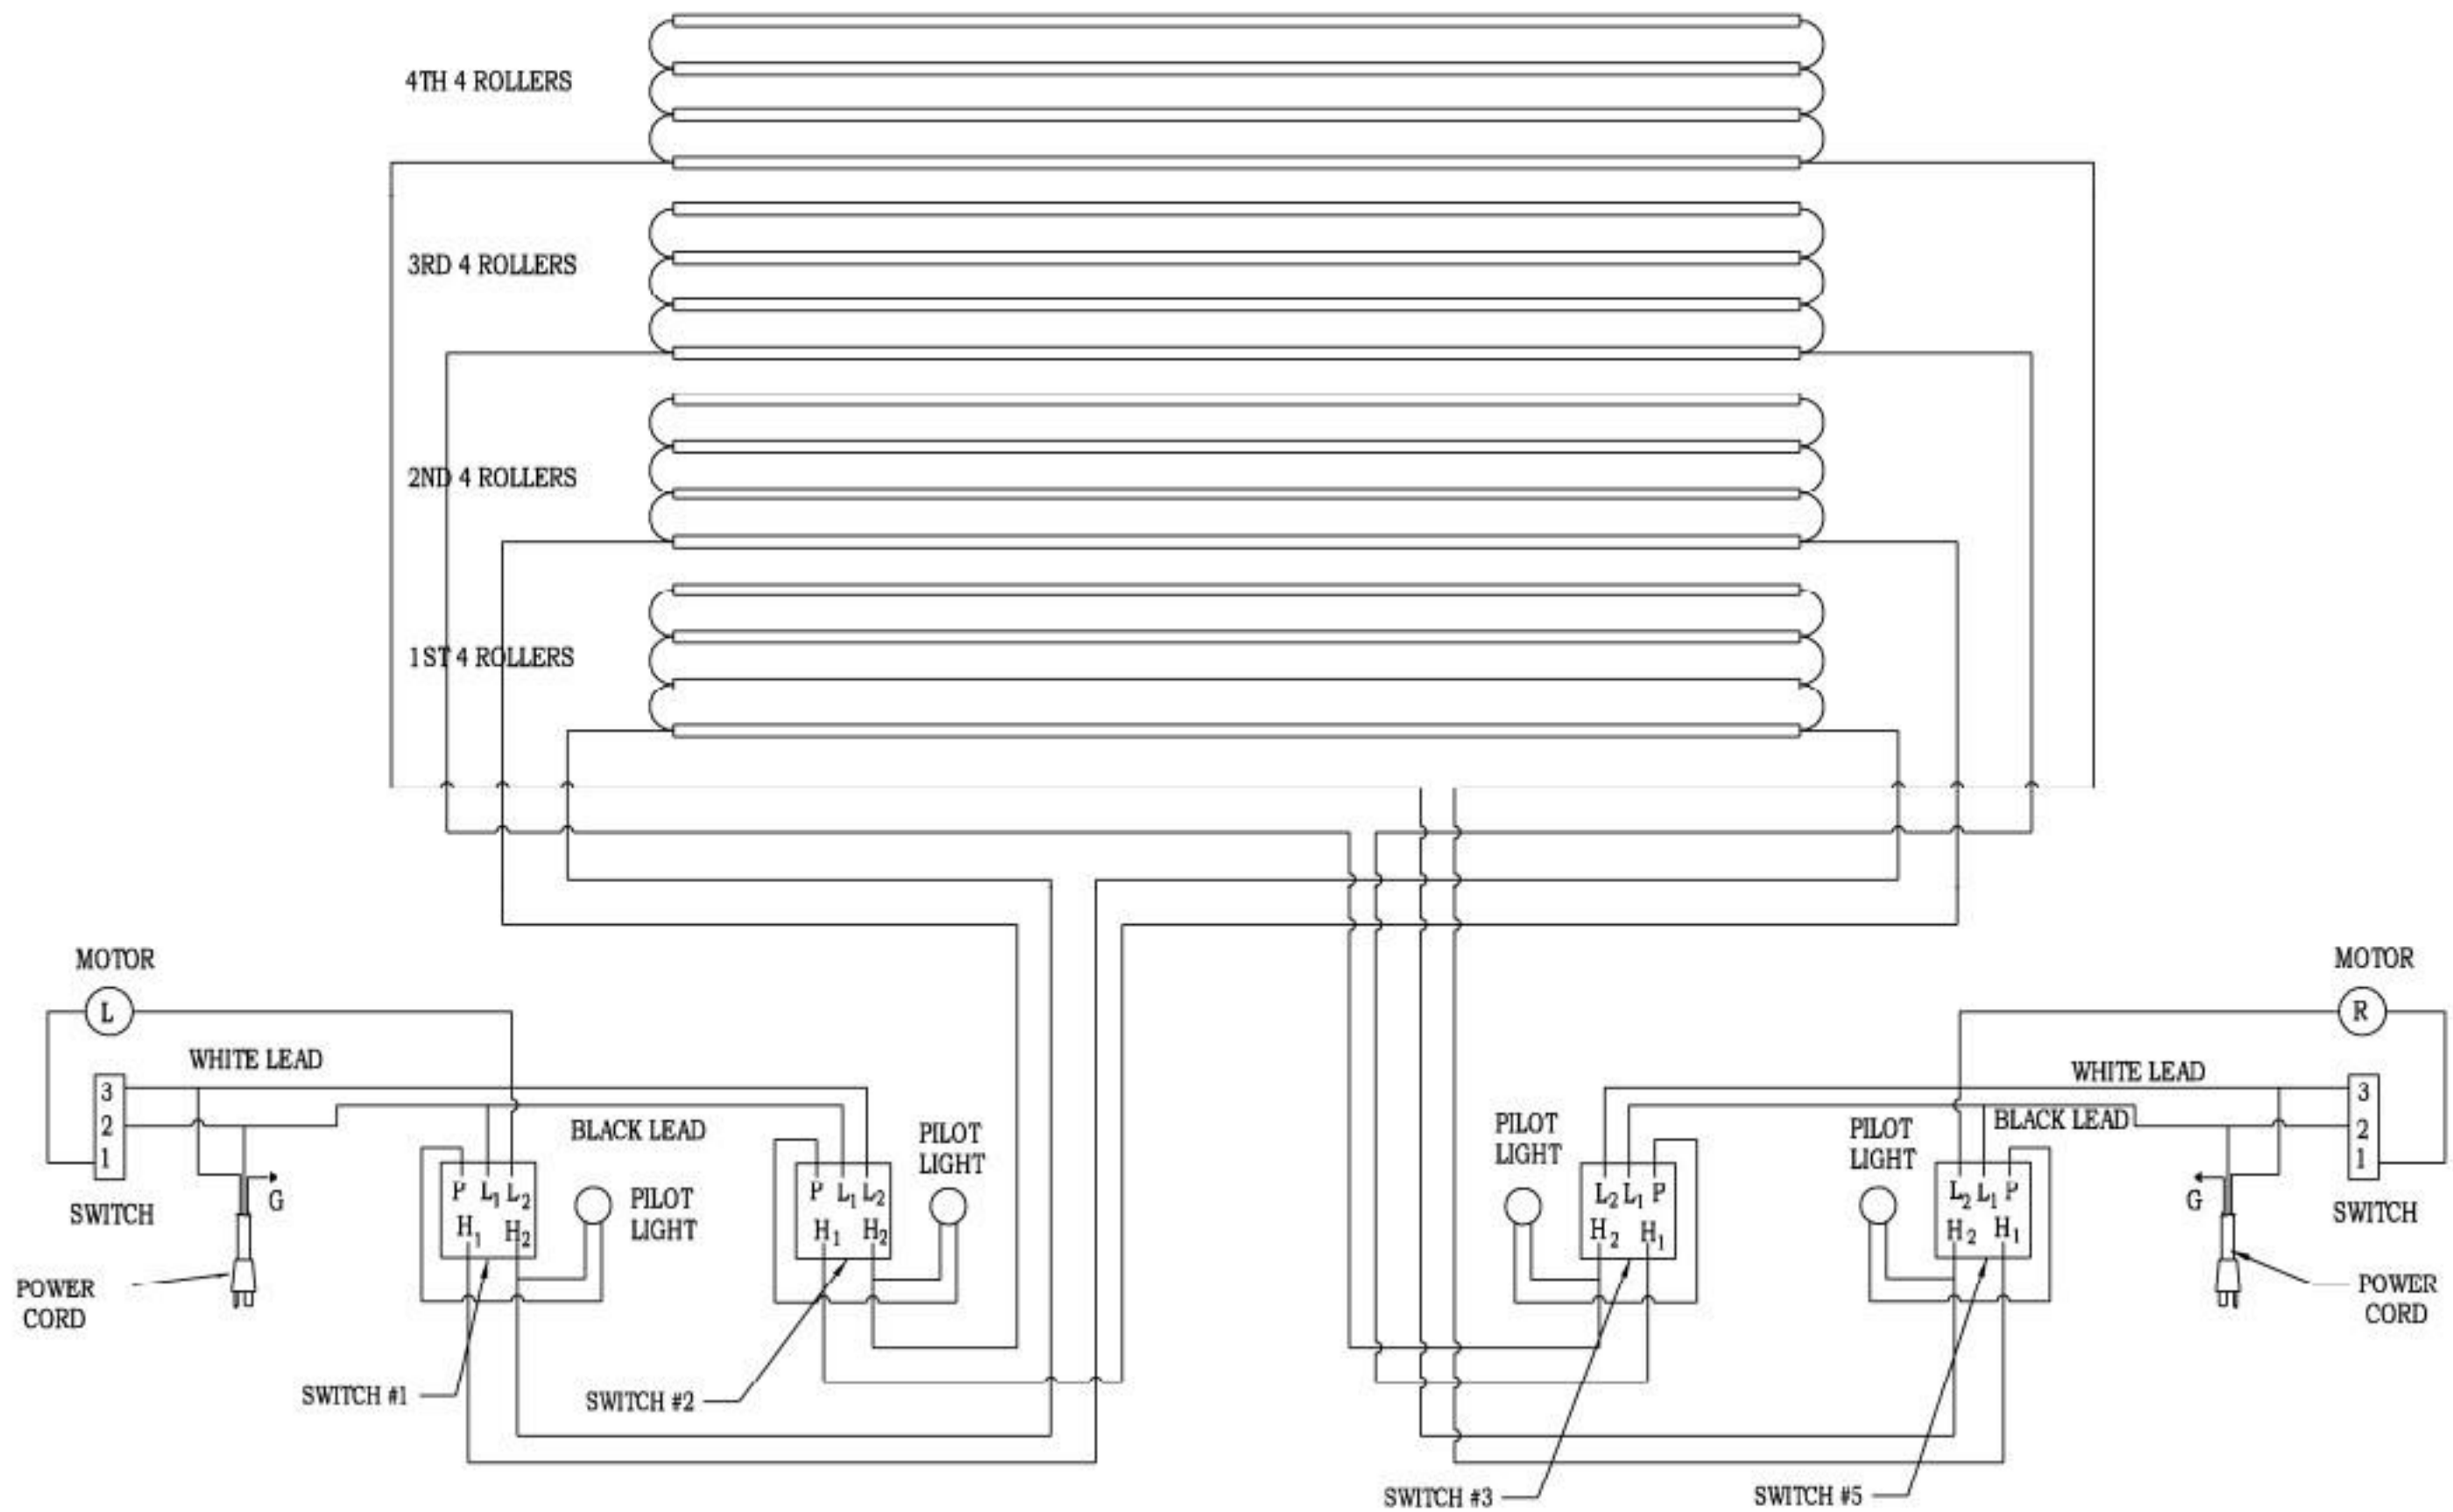 4TH 4 ROLLERS
3RD 4 ROLLERS
2ND 4 ROLLERS
1ST 4 ROLLERS
MOTOR
L
WHITE LEAD
3
2
1
SWITCH
G
POWER
CORD
BLACK LEAD
P L1 L2
H1 H2
PILOT
LIGHT
SWITCH #1
P L1 L2
H1 H2
PILOT
LIGHT
SWITCH #2
PILOT
LIGHT
L2 L1 P
H2 H1
SWITCH #3
PILOT
LIGHT
L2 L1 P
H2 H1
SWITCH #5
MOTOR
R
WHITE LEAD
BLACK LEAD
3
2
1
SWITCH
G
POWER
CORD